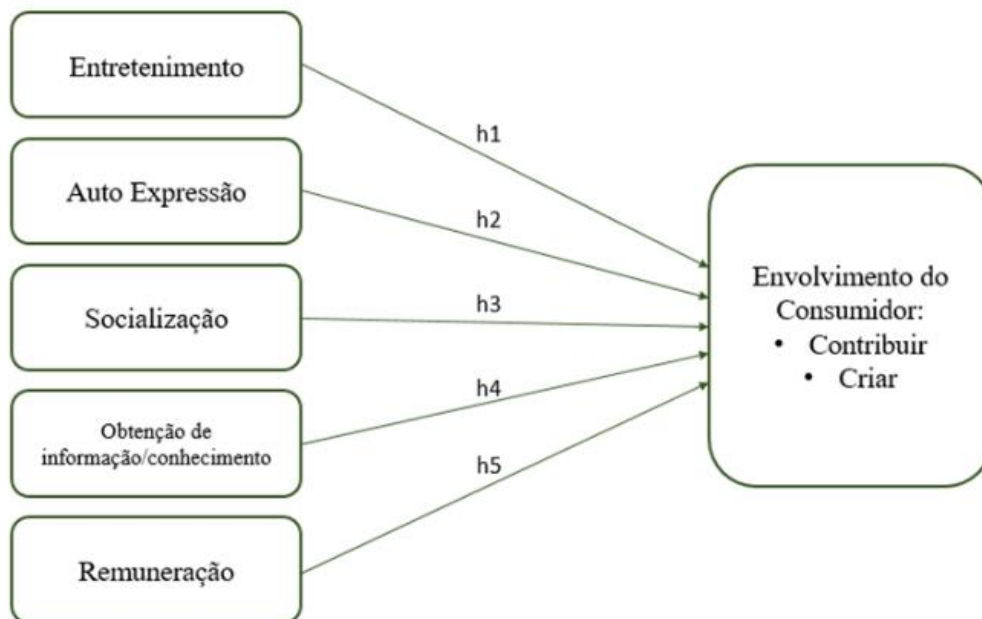 Entretenimento
h1
Auto Expressão
h2
Socialização
h3
Obtenção de
informação/conhecimento
h4
Remuneração
h5
Envolvimento do
Consumidor:
• Contribuir
• Criar